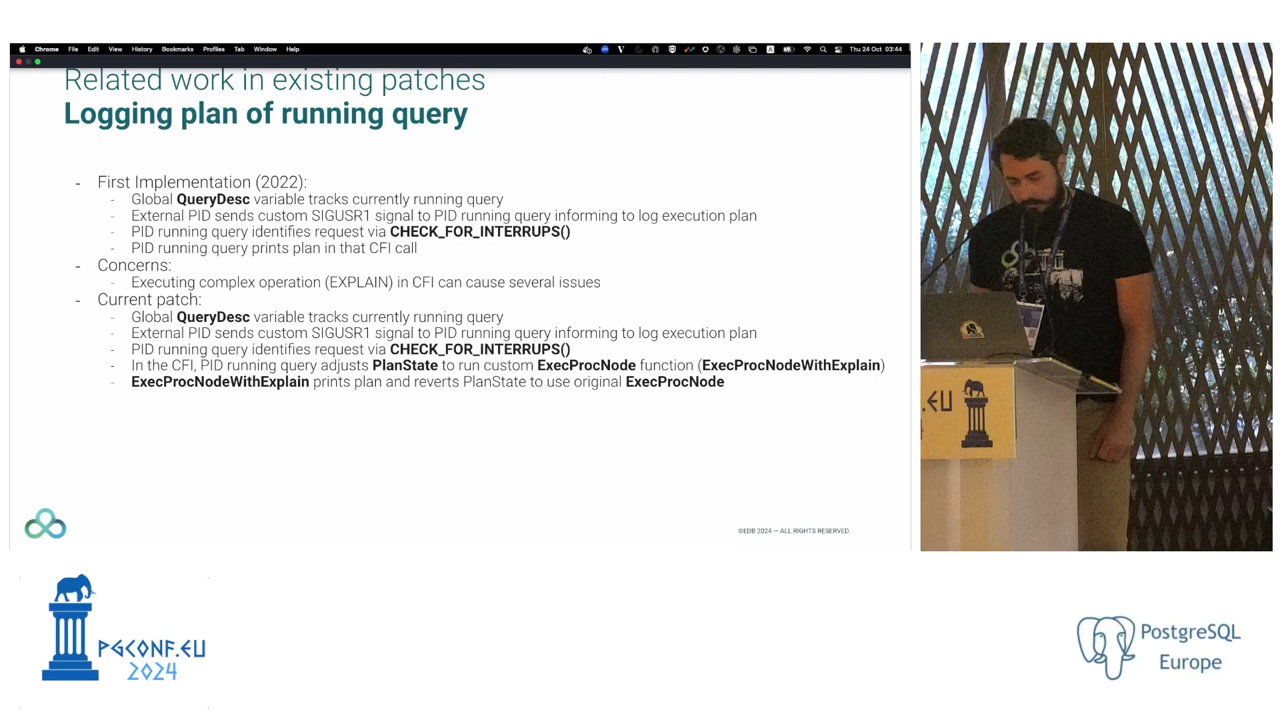 Chrome File Edit View History Bookmarks Profiles Tab Window Help
Thu 24 Oct 03:44
Related work in existing patches
Logging plan of running query
- First Implementation (2022):
- Global QueryDesc variable tracks currently running query
- External PID sends custom SIGUSR1 signal to PID running query informing to log execution plan
- PID running query identifies request via CHECK_FOR_INTERRUPS()
- PID running query prints plan in that CFI call
- Concerns:
- Executing complex operation (EXPLAIN) in CFI can cause several issues
- Current patch:
- Global QueryDesc variable tracks currently running query
- External PID sends custom SIGUSR1 signal to PID running query informing to log execution plan
- PID running query identifies request via CHECK_FOR_INTERRUPS()
- In the CFI, PID running query adjusts PlanState to run custom ExecProcNode function (ExecProcNodeWithExplain)
- ExecProcNodeWithExplain prints plan and reverts PlanState to use original ExecProcNode
©EDB 2024 — ALL RIGHTS RESERVED.
.EU
PGCONF.EU
2024
PostgreSQL
Europe